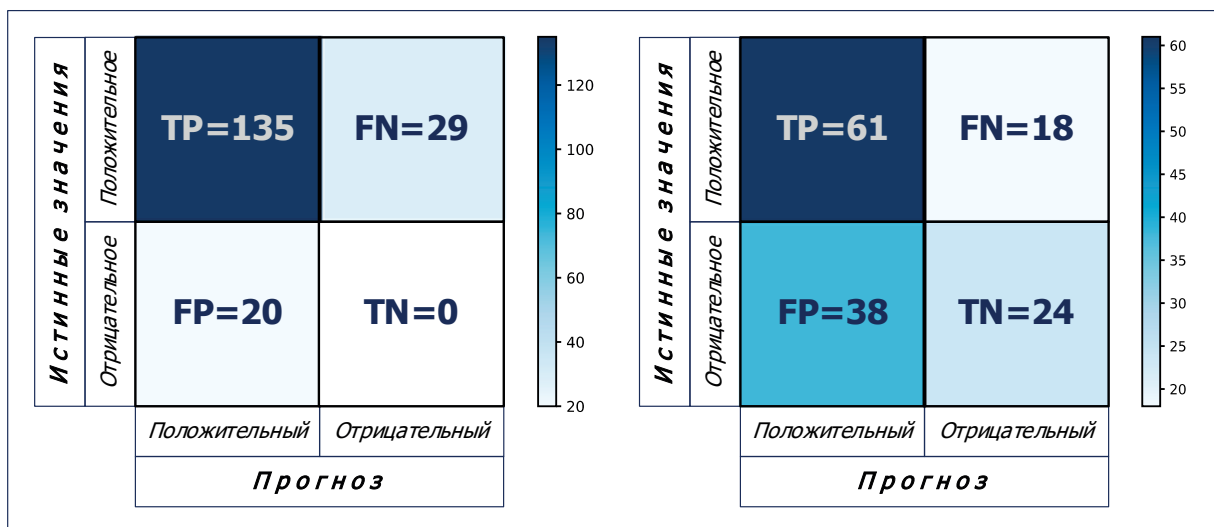 Истинные значения
Положительное
Отрицательное
TP=135
FN=29
FP=20
TN=0
Положительный
Отрицательный
Прогноз
120
100
80
60
40
20
Истинные значения
Положительное
Отрицательное
TP=61
FN=18
FP=38
TN=24
Положительный
Отрицательный
Прогноз
60
55
50
45
40
35
30
25
20